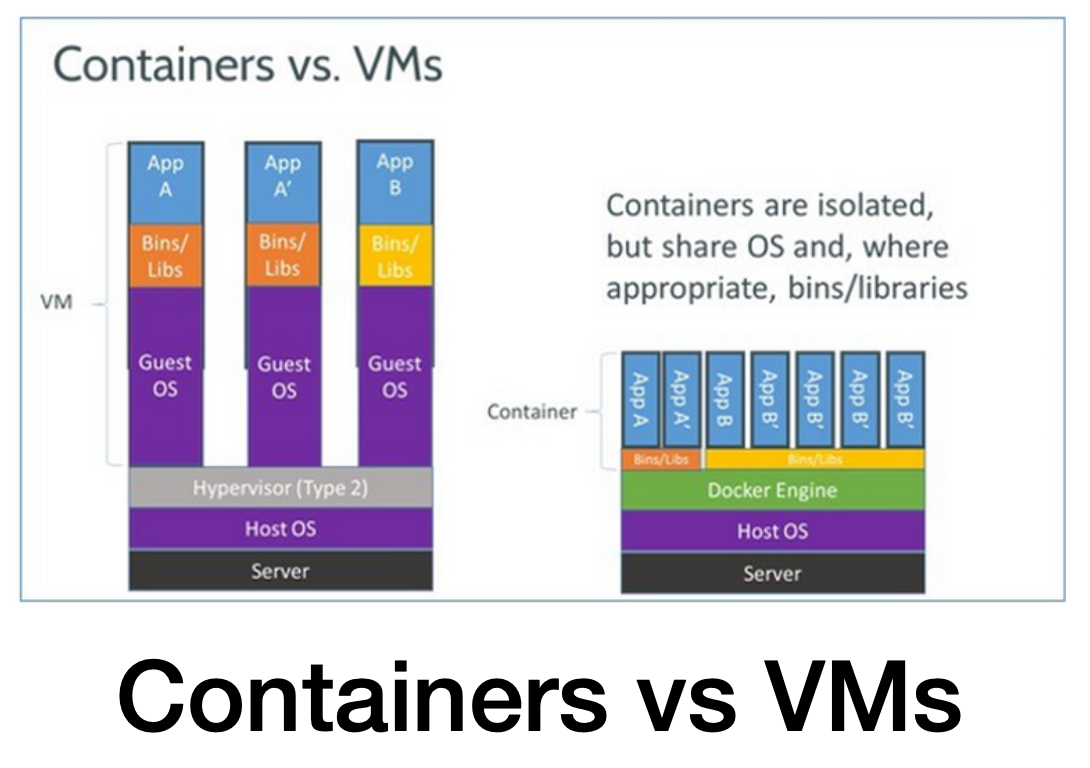 Containers vs. VMs
VM
App
A
Bins/
Libs
Guest
OS
App
A’
Bins/
Libs
Guest
OS
App
B
Bins/
Libs
Guest
OS
Hypervisor (Type 2)
Host OS
Server
Containers are isolated,
but share OS and, where
appropriate, bins/libraries
Container
App A
App A’
App B
App B’
App B’
App B’
App B’
Bins/Libs
Bins/Libs
Docker Engine
Host OS
Server
Containers vs VMs